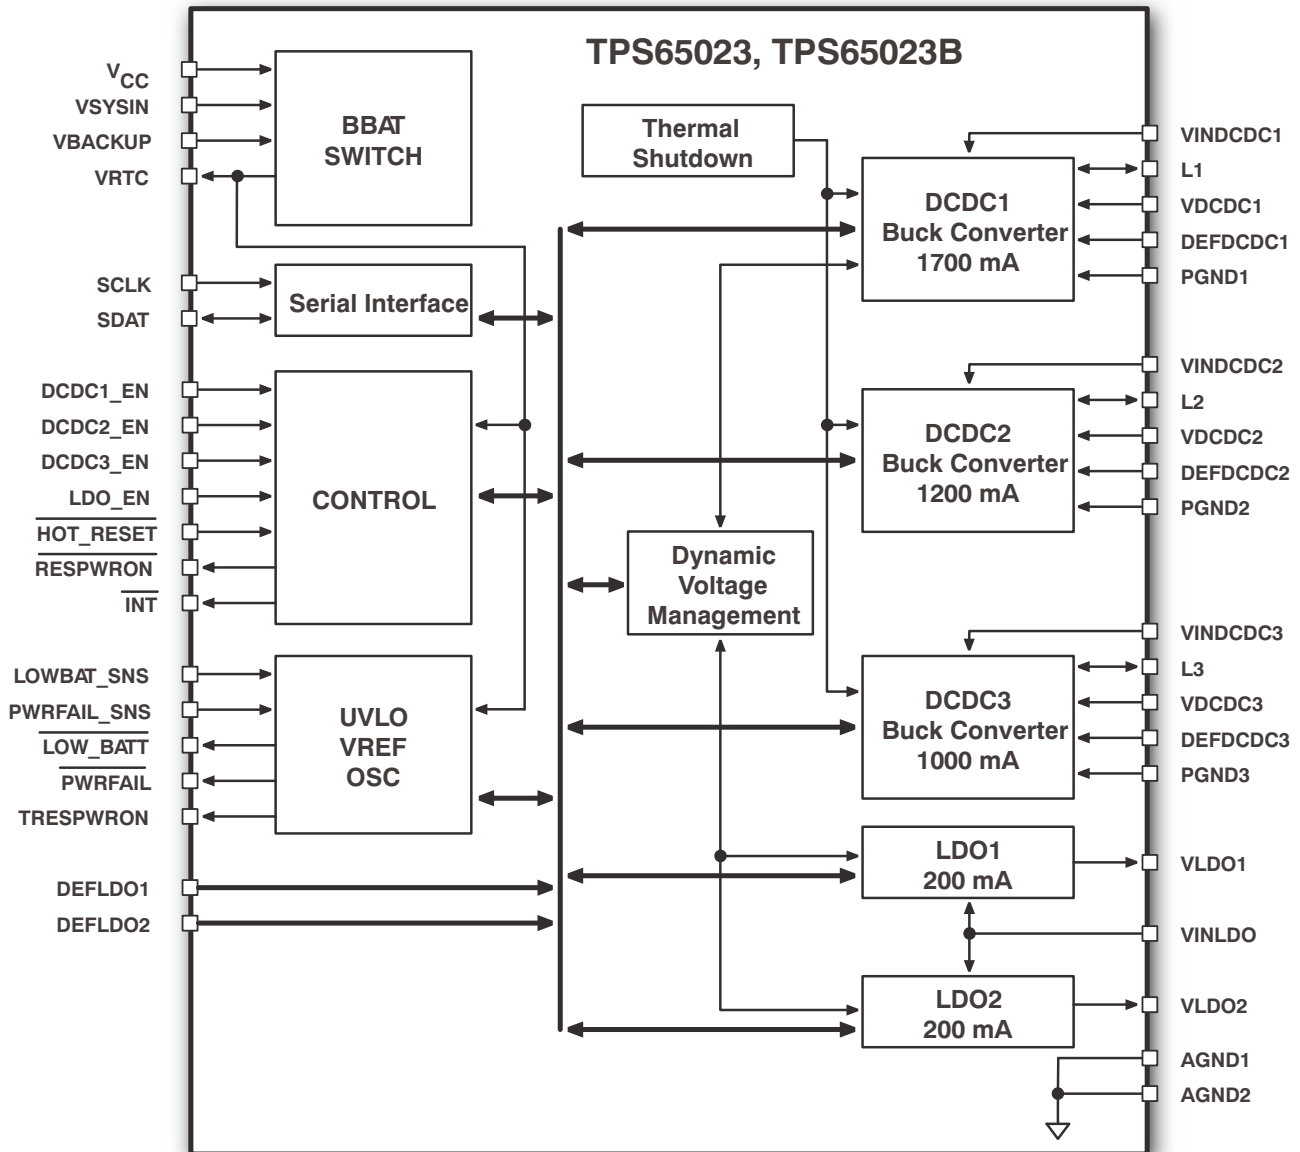 TPS65023, TPS65023B
VCC
VSYSIN
VBACKUP
VRTC
BBAT
SWITCH
SCLK
SDAT
Serial Interface
DCDC1_EN
DCDC2_EN
DCDC3_EN
LDO_EN
HOT_RESET
RESPWRON
INT
CONTROL
LOWBAT_SNS
PWRFAIL_SNS
LOW_BATT
PWRFAIL
TRESPWRON
UVLO
VREF
OSC
DEFLDO1
DEFLDO2
Thermal
Shutdown
Dynamic
Voltage
Management
DCDC1
Buck Converter
1700 mA
VINDCDC1
L1
VDCDC1
DEFDCDC1
PGND1
DCDC2
Buck Converter
1200 mA
VINDCDC2
L2
VDCDC2
DEFDCDC2
PGND2
DCDC3
Buck Converter
1000 mA
VINDCDC3
L3
VDCDC3
DEFDCDC3
PGND3
LDO1
200 mA
VLDO1
VINLDO
LDO2
200 mA
VLDO2
AGND1
AGND2